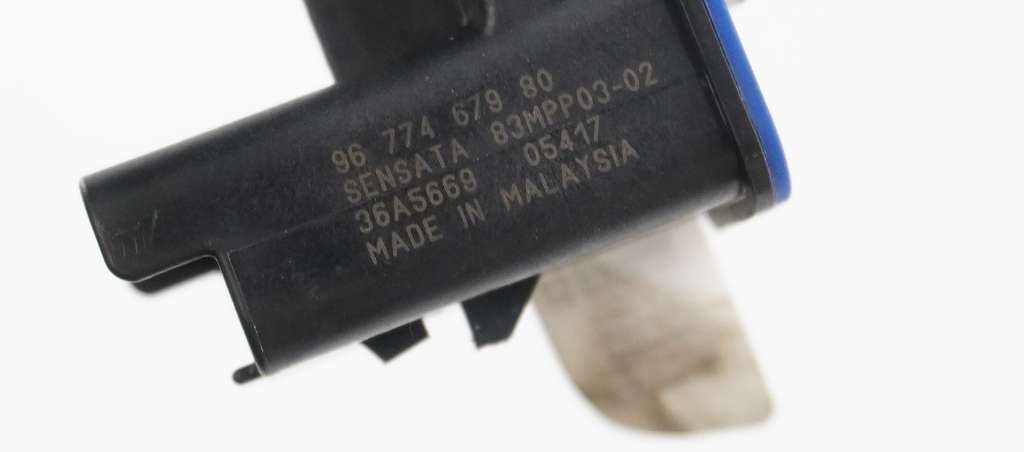 96 774 679 80
SENSATA 83MPP03-02
36A5669 05417
MADE IN MALAYSIA